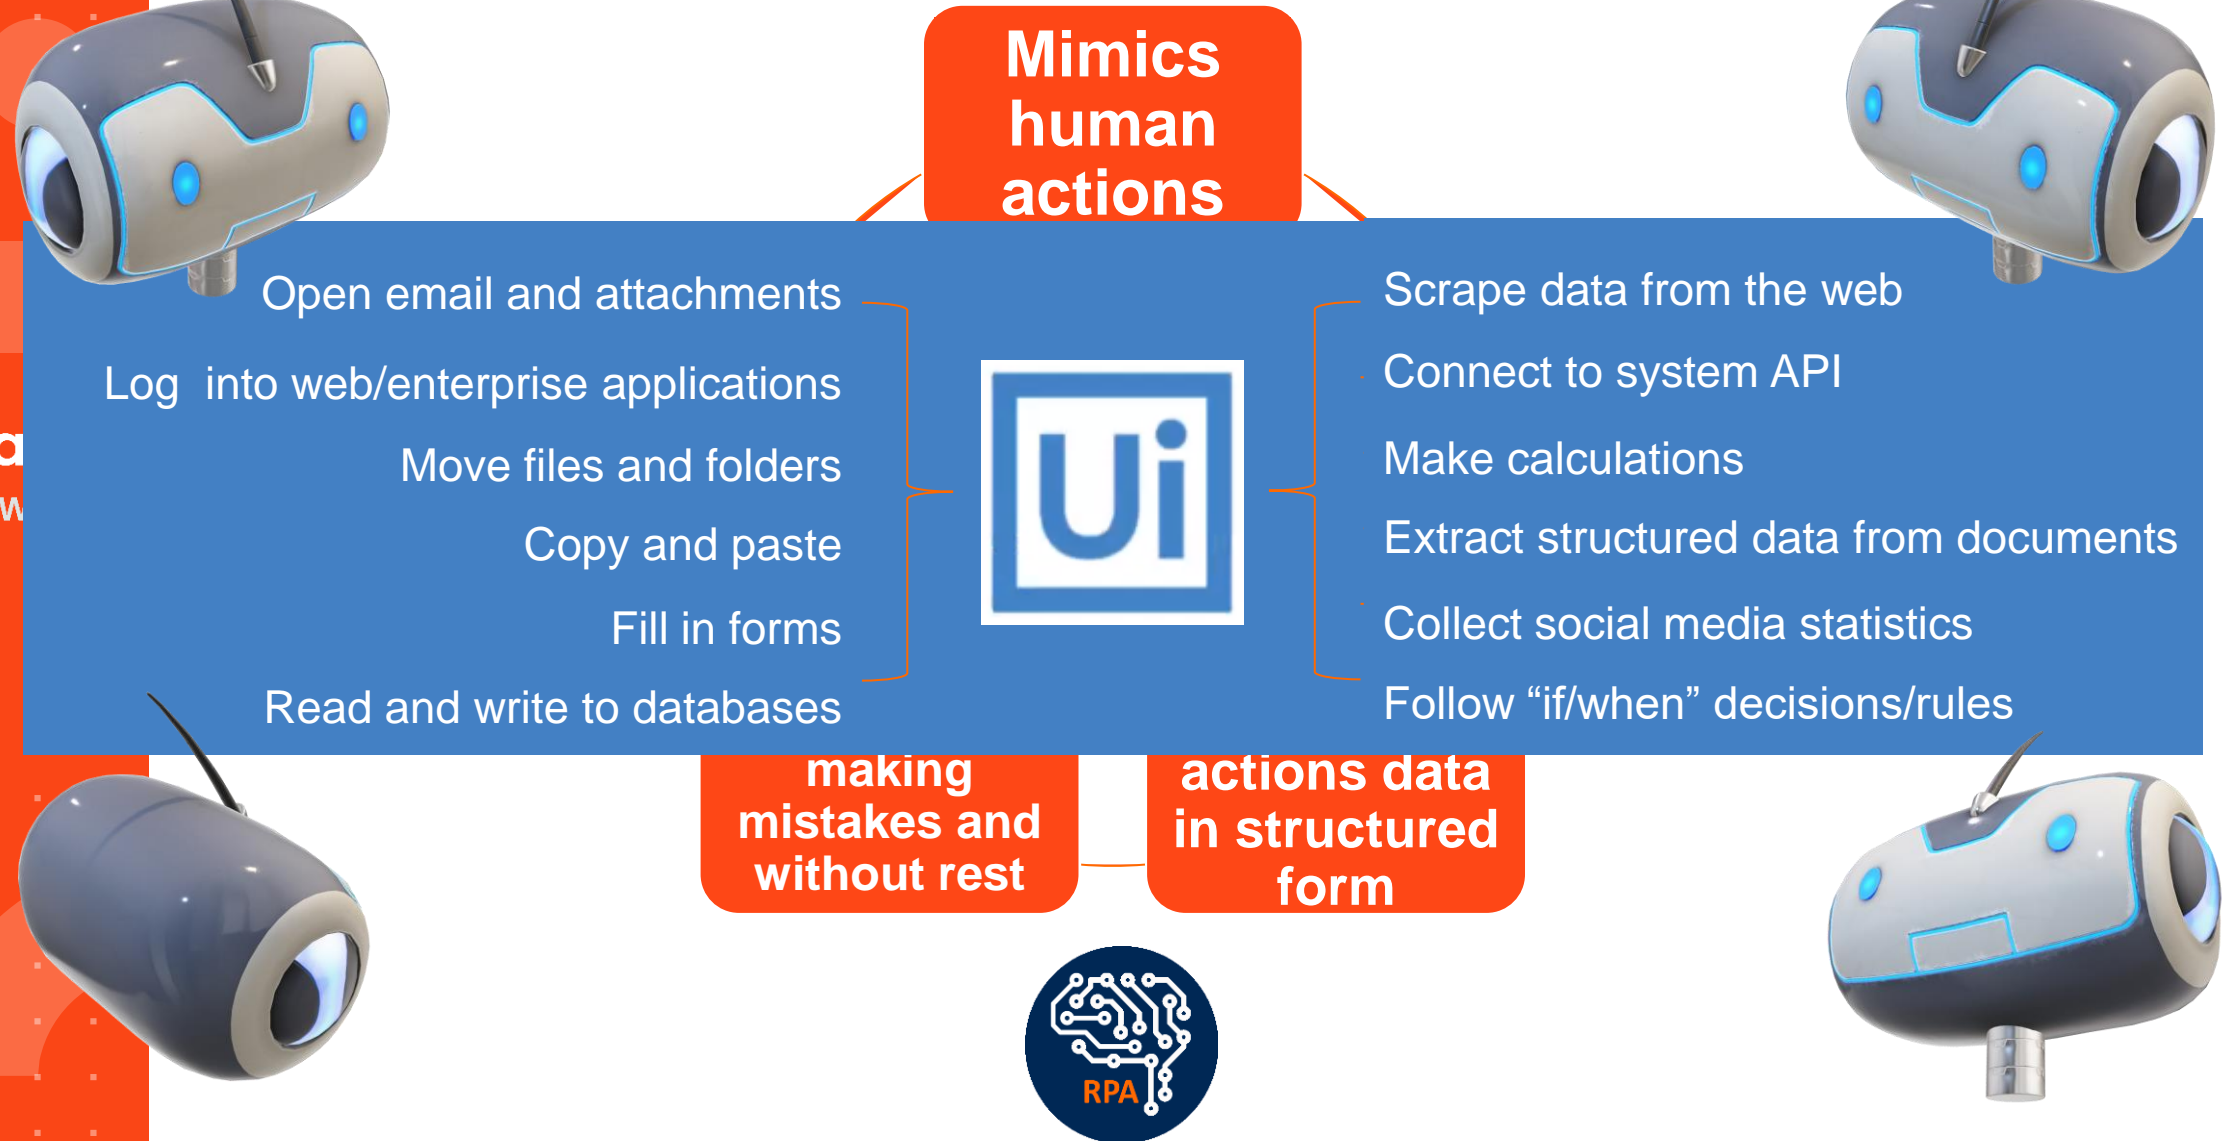 Mimics
human
actions
Open email and attachments
Log into web/enterprise applications
Move files and folders
Copy and paste
Fill in forms
Read and write to databases
Ui
Scrape data from the web
Connect to system API
Make calculations
Extract structured data from documents
Collect social media statistics
Follow “if/when” decisions/rules
making
mistakes and
without rest
actions data
in structured
form
RPA